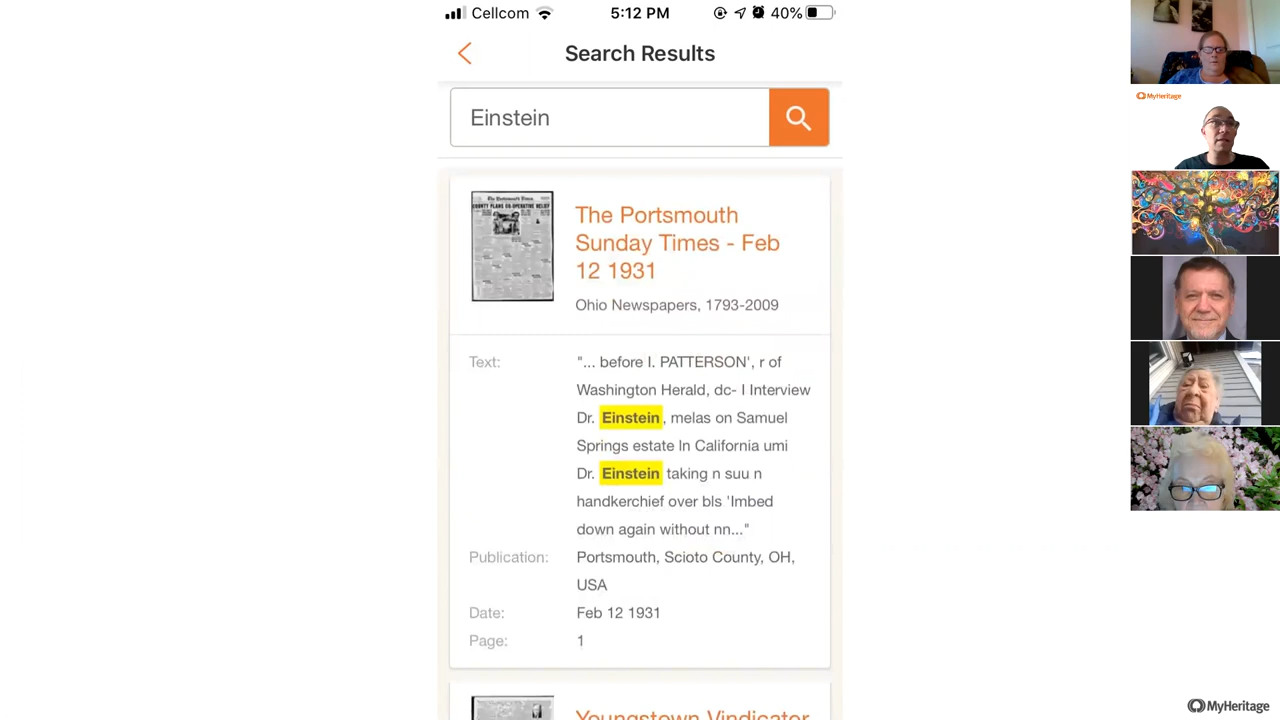 Cellcom
5:12 PM
40%
Search Results
Einstein
MyHeritage
The Portsmouth
Sunday Times - Feb
12 1931
Ohio Newspapers, 1793-2009
Text:
"... before I. PATTERSON', r of
Washington Herald, dc- I Interview
Dr. Einstein, melas on Samuel
Springs estate In California umi
Dr. Einstein taking n suu n
handkerchief over bls 'Imbed
down again without nn..."
Publication:
Portsmouth, Scioto County, OH,
USA
Date:
Feb 12 1931
Page:
1
Youngstown Vindicator
MyHeritage